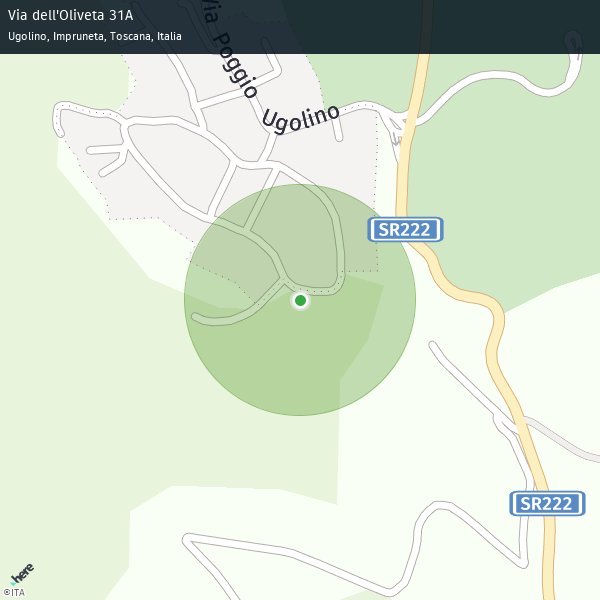 Via dell'Oliveta 31A
Ugolino, Impruneta, Toscana, Italia
Via Poggio Ugolino
SR222
SR222
here
©ITA